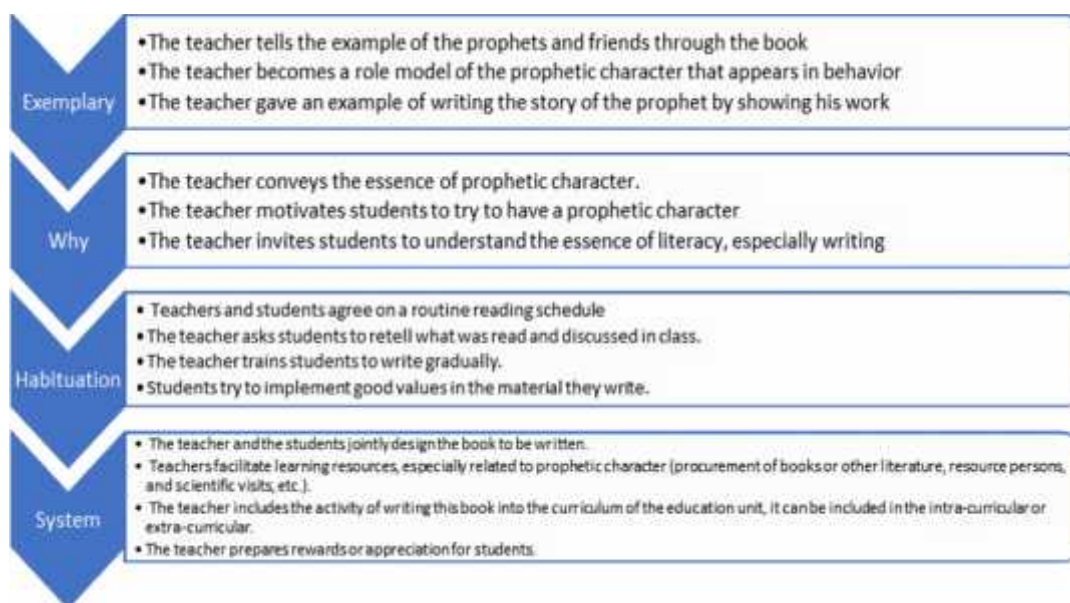 Exemplary
•The teacher tells the example of the prophets and friends through the book
•The teacher becomes a role model of the prophetic character that appears in behavior
•The teacher gave an example of writing the story of the prophet by showing his work
Why
•The teacher conveys the essence of prophetic character.
•The teacher motivates students to try to have a prophetic character
•The teacher invites students to understand the essence of literacy, especially writing
Habituation
• Teachers and students agree on a routine reading schedule
•The teacher asks students to retell what was read and discussed in class.
•The teacher trains students to write gradually.
•Students try to implement good values in the material they write.
System
• The teacher and the students jointly design the book to be written.
• Teachers facilitate learning resources, especially related to prophetic character (procurement of books or other literature, resource persons,
and scientific visits, etc.).
• The teacher includes the activity of writing this book into the curriculum of the education unit, it can be included in the intra-curricular or
extra-curricular.
• The teacher prepares rewards or appreciation for students.